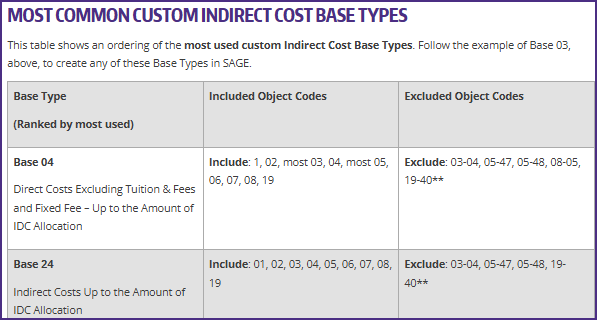 MOST COMMON CUSTOM INDIRECT COST BASE TYPES
This table shows an ordering of the most used custom Indirect Cost Base Types. Follow the example of Base 03,
above, to create any of these Base Types in SAGE.
Base Type
(Ranked by most used)
Included Object Codes
Excluded Object Codes
Base 04
Direct Costs Excluding Tuition & Fees
and Fixed Fee – Up to the Amount of
IDC Allocation
Include: 1, 02, most 03, 04, most 05,
06, 07, 08, 19
Exclude: 03-04, 05-47, 05-48, 08-05,
19-40**
Base 24
Indirect Costs Up to the Amount of
IDC Allocation
Include: 01, 02, 03, 04, 05, 06, 07, 08,
19
Exclude: 03-04, 05-47, 05-48, 19-
40**